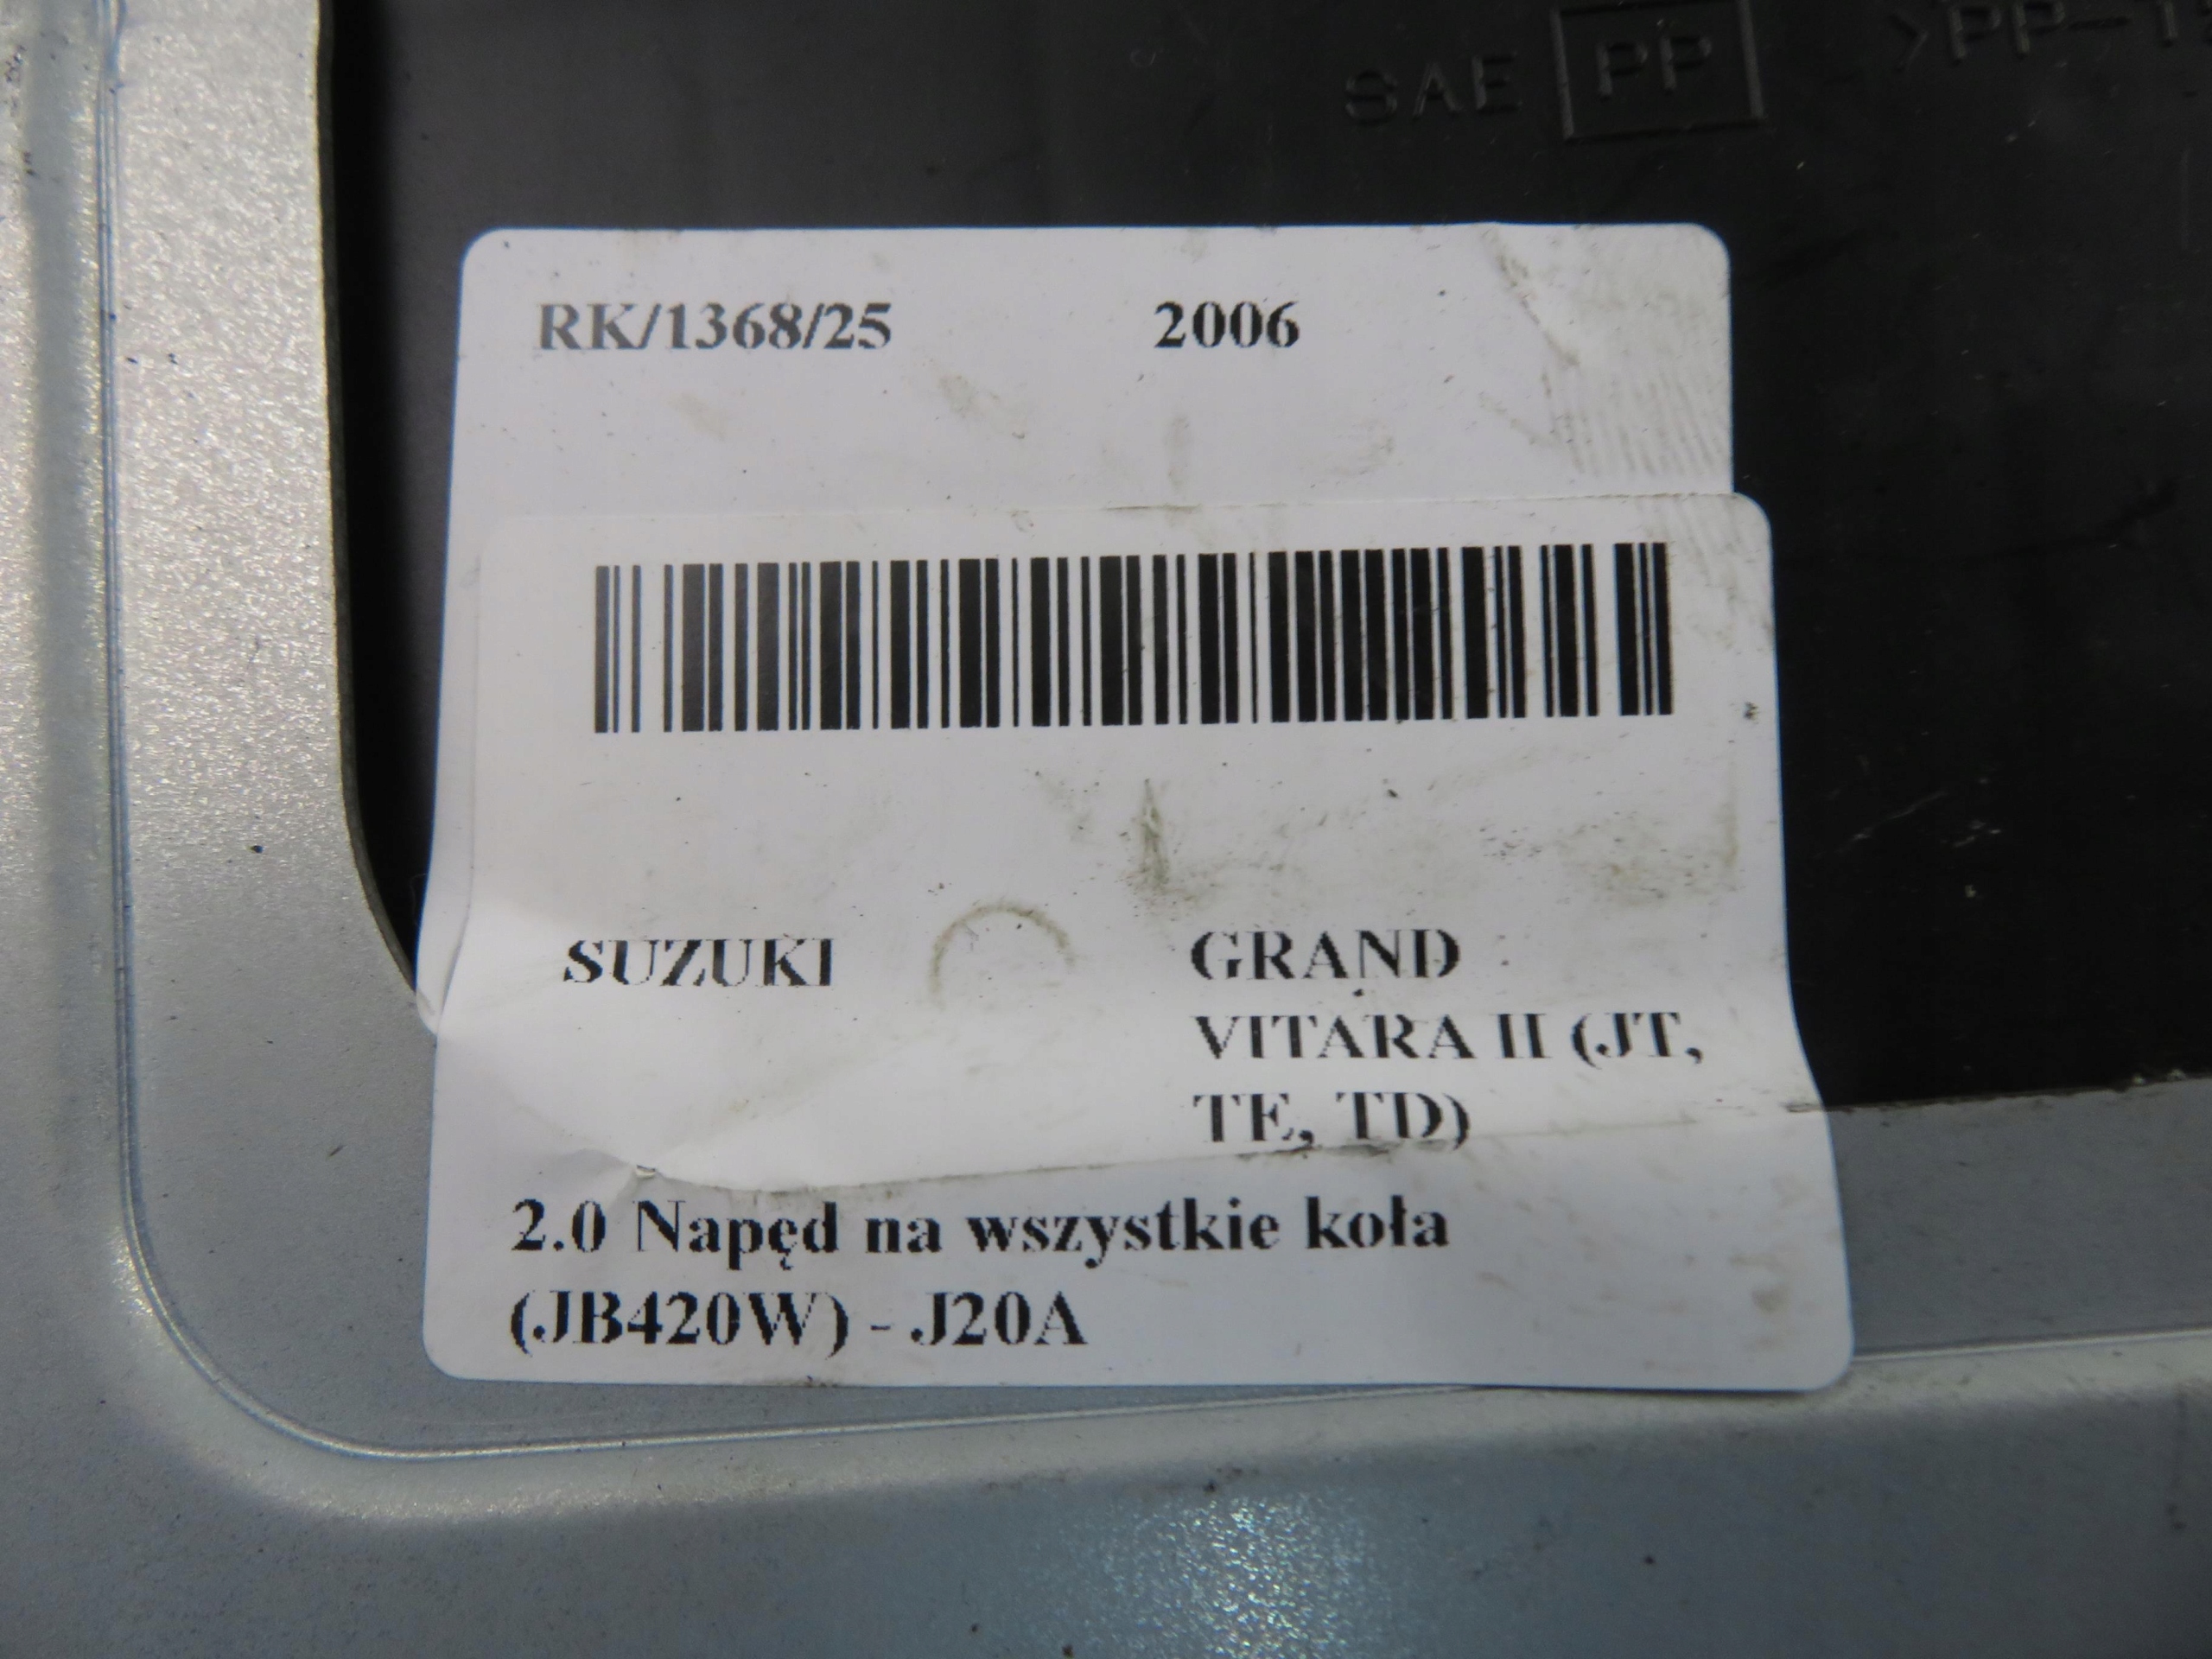 SAE PP >PP-T
RK/1368/25 2006
SUZUKI GRAND
VITARA II (JT,
TE, TD)
2.0 Napęd na wszystkie koła
(JB420W) - J20A